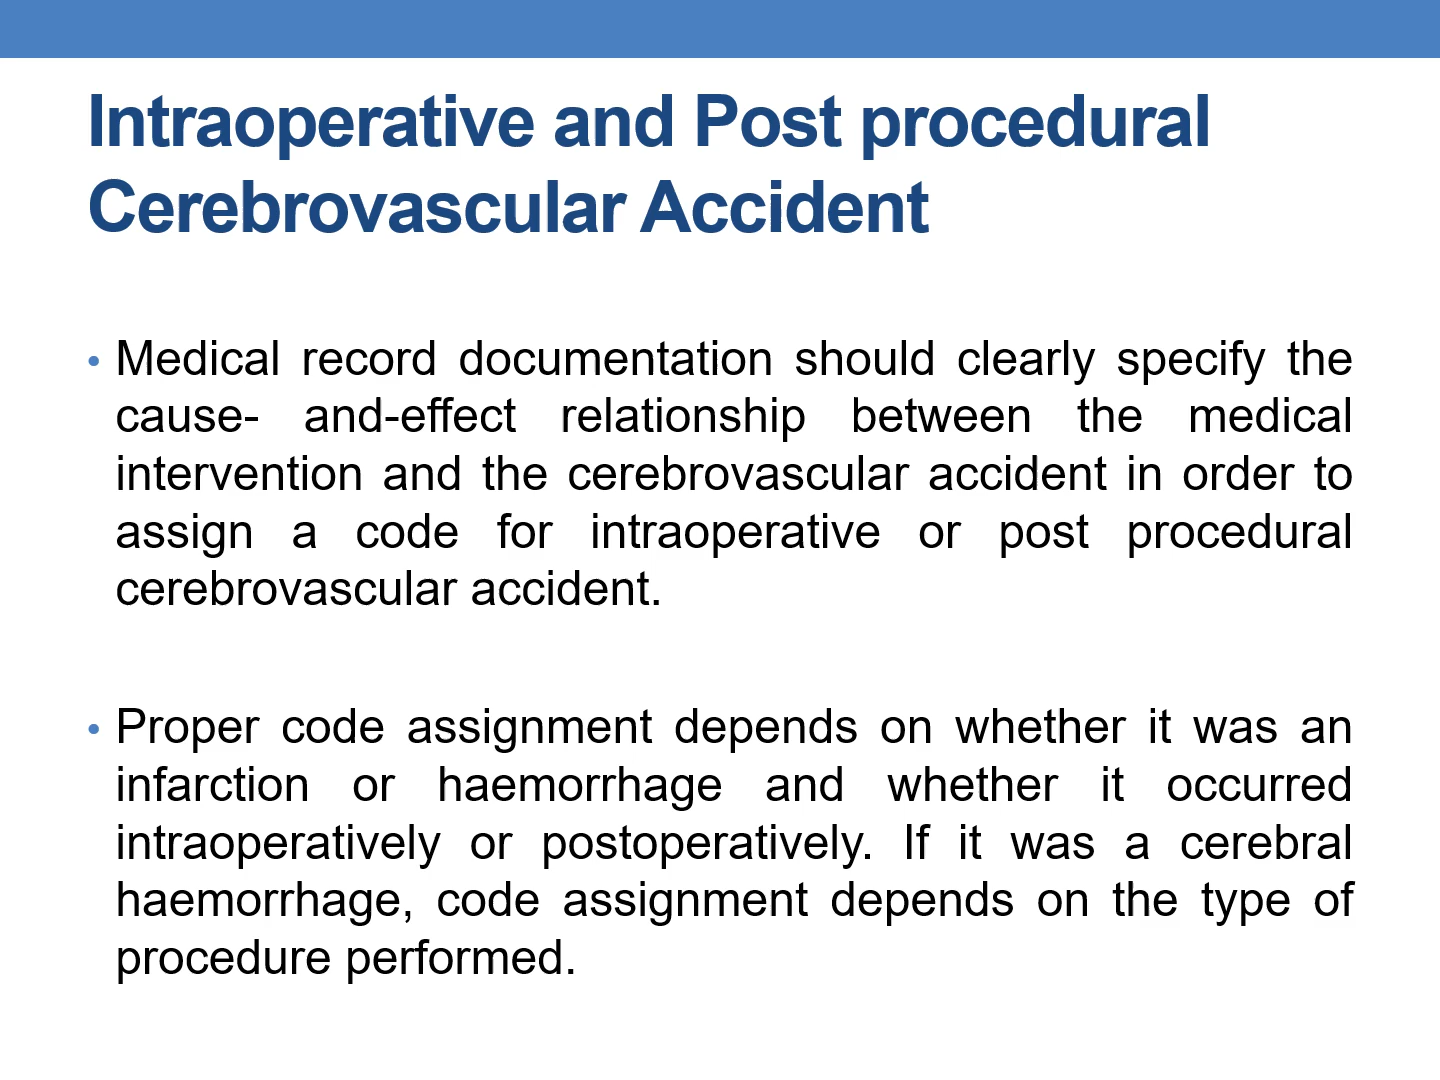 Intraoperative and Post procedural
Cerebrovascular Accident
• Medical record documentation should clearly specify the
cause- and-effect relationship between the medical
intervention and the cerebrovascular accident in order to
assign a code for intraoperative or post procedural
cerebrovascular accident.
• Proper code assignment depends on whether it was an
infarction or haemorrhage and whether it occurred
intraoperatively or postoperatively. If it was a cerebral
haemorrhage, code assignment depends on the type of
procedure performed.